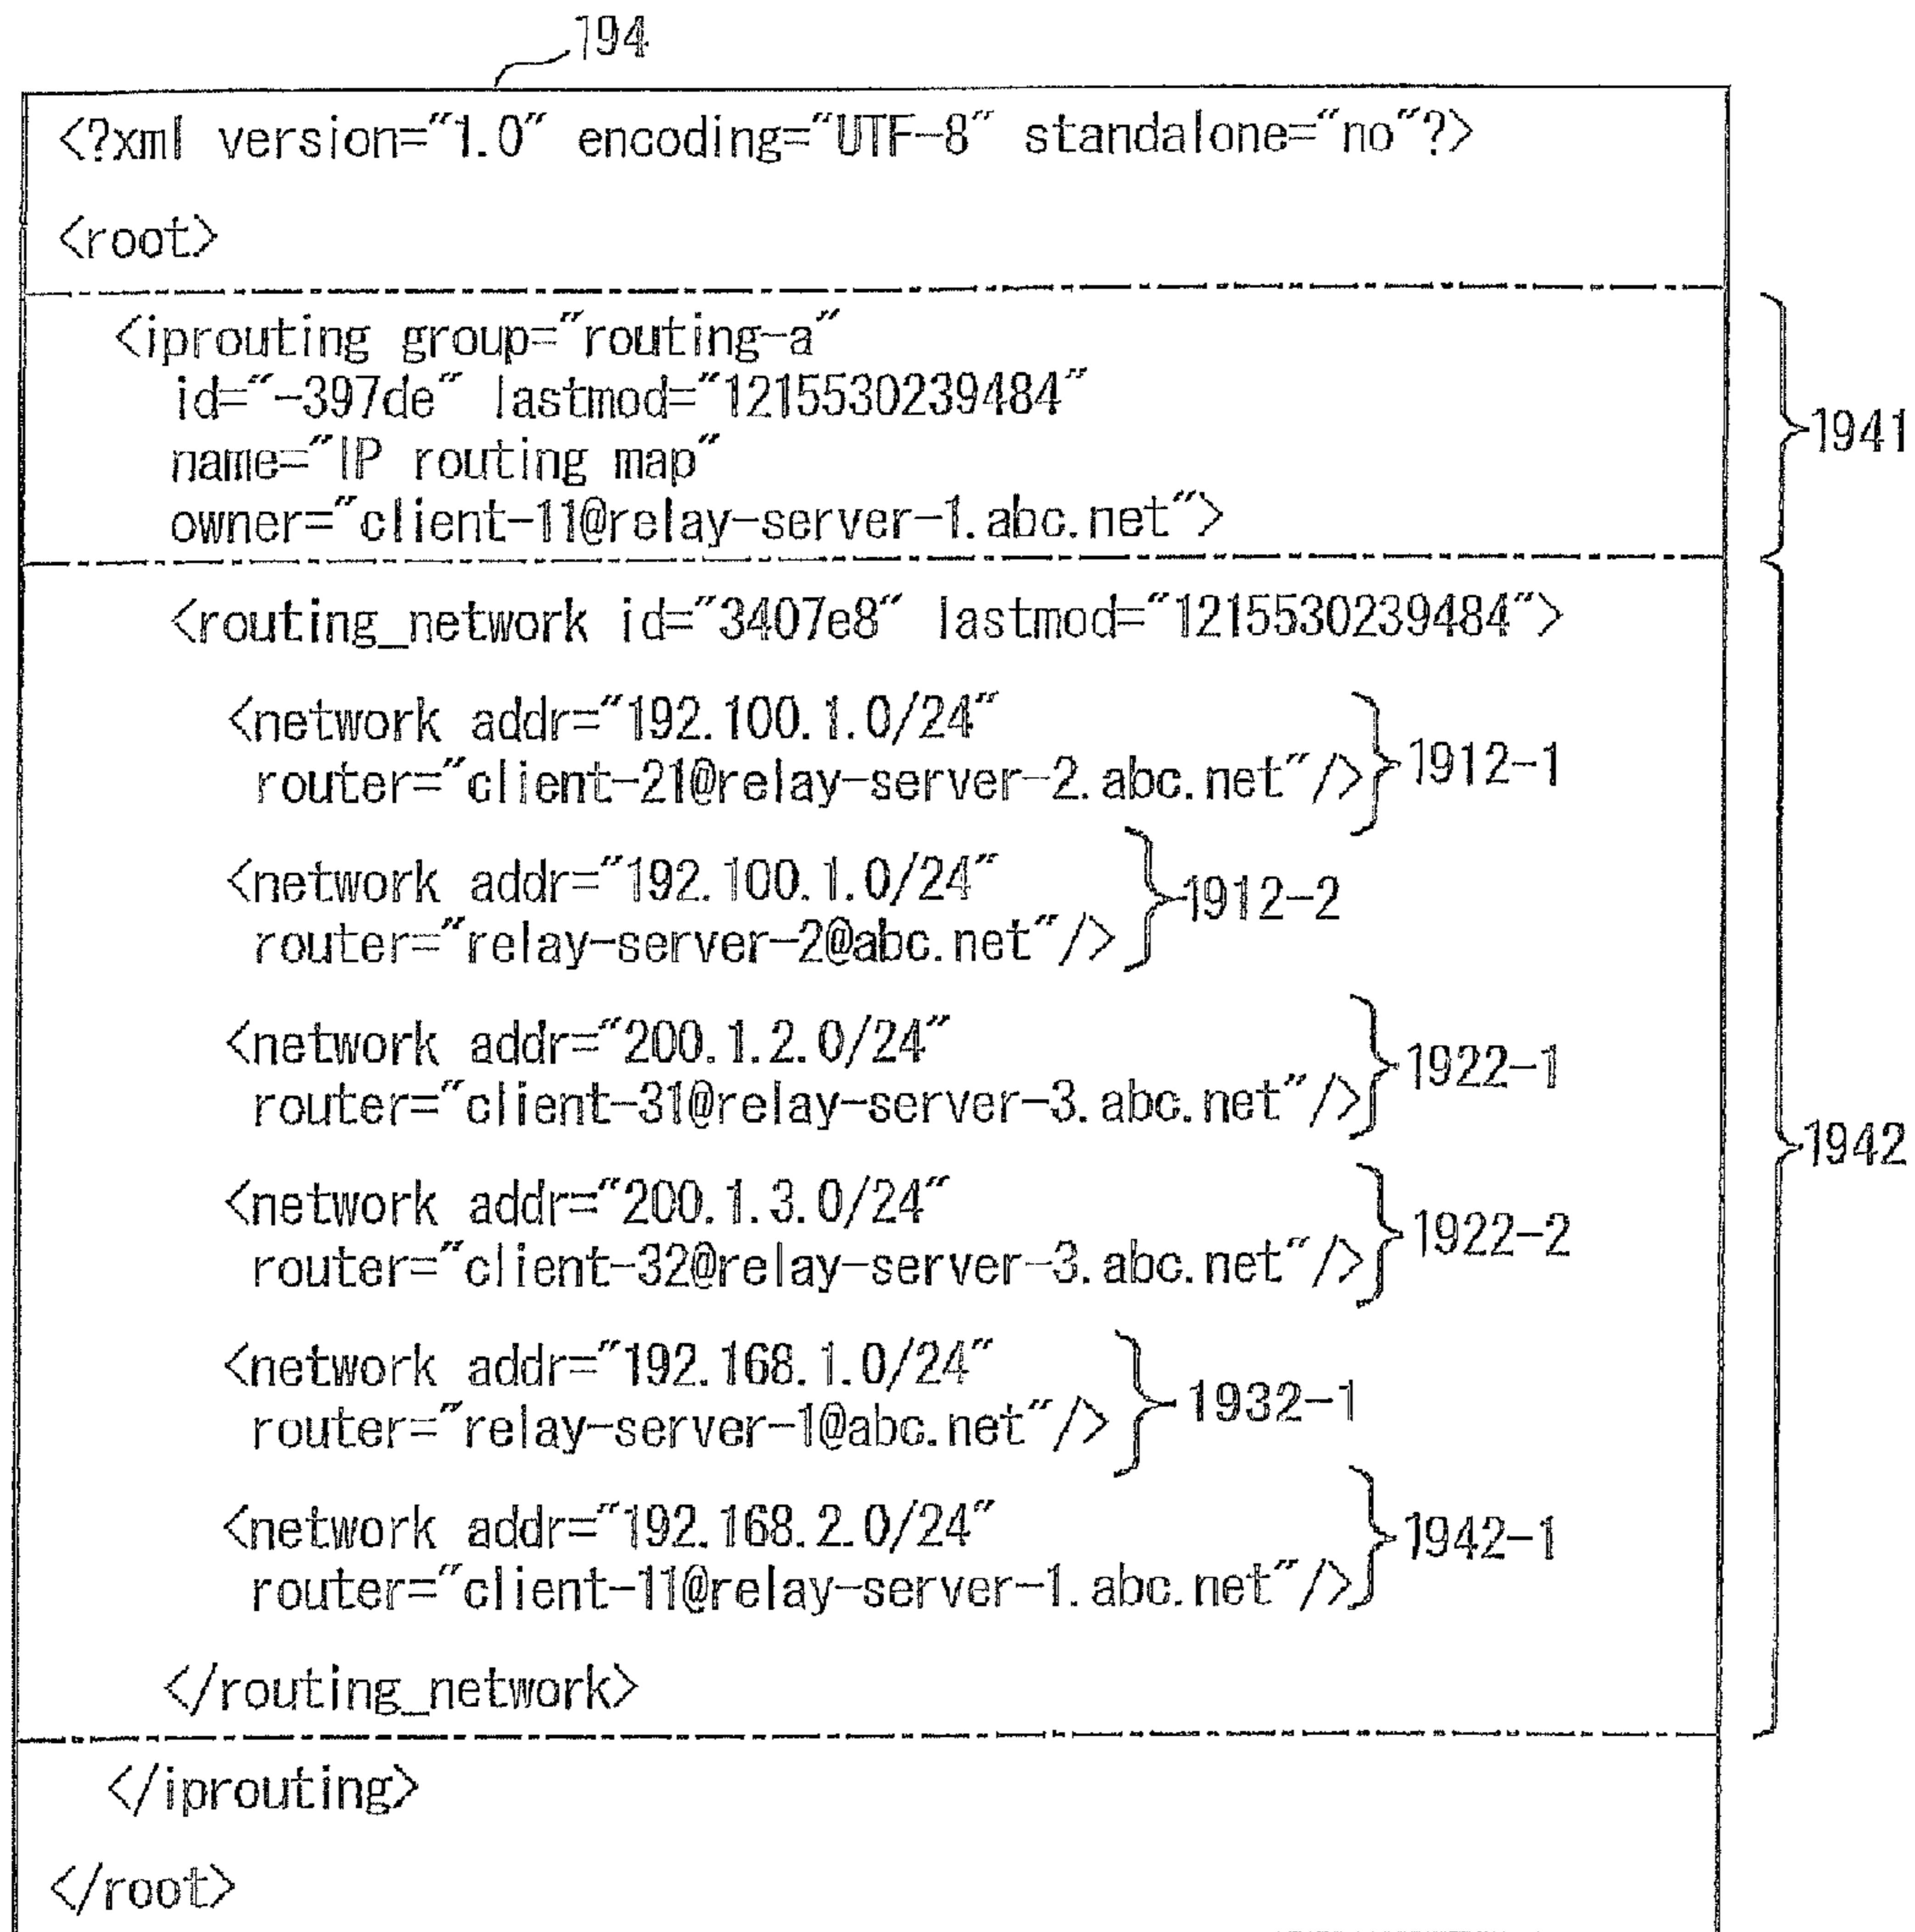 194
<?xml version="1.0" encoding="UTF-8" standalone="no"?>
<root>
<iprouting group="routing-a"
id="-397de" lastmod="1215530239484"
name="IP routing map"
owner="client-11@relay-server-1.abc.net">
1941
<routing_network id="3407e8" lastmod="1215530239484">
<network addr="192.100.1.0/24"
router="client-21@relay-server-2.abc.net"/>
1912-1
<network addr="192.100.1.0/24"
router="relay-server-2@abc.net"/>
1912-2
<network addr="200.1.2.0/24"
router="client-31@relay-server-3.abc.net"/>
1922-1
<network addr="200.1.3.0/24"
router="client-32@relay-server-3.abc.net"/>
1922-2
<network addr="192.168.1.0/24"
router="relay-server-1@abc.net"/>
1932-1
<network addr="192.168.2.0/24"
router="client-11@relay-server-1.abc.net"/>
1942-1
</routing_network>
1942
</iprouting>
</root>